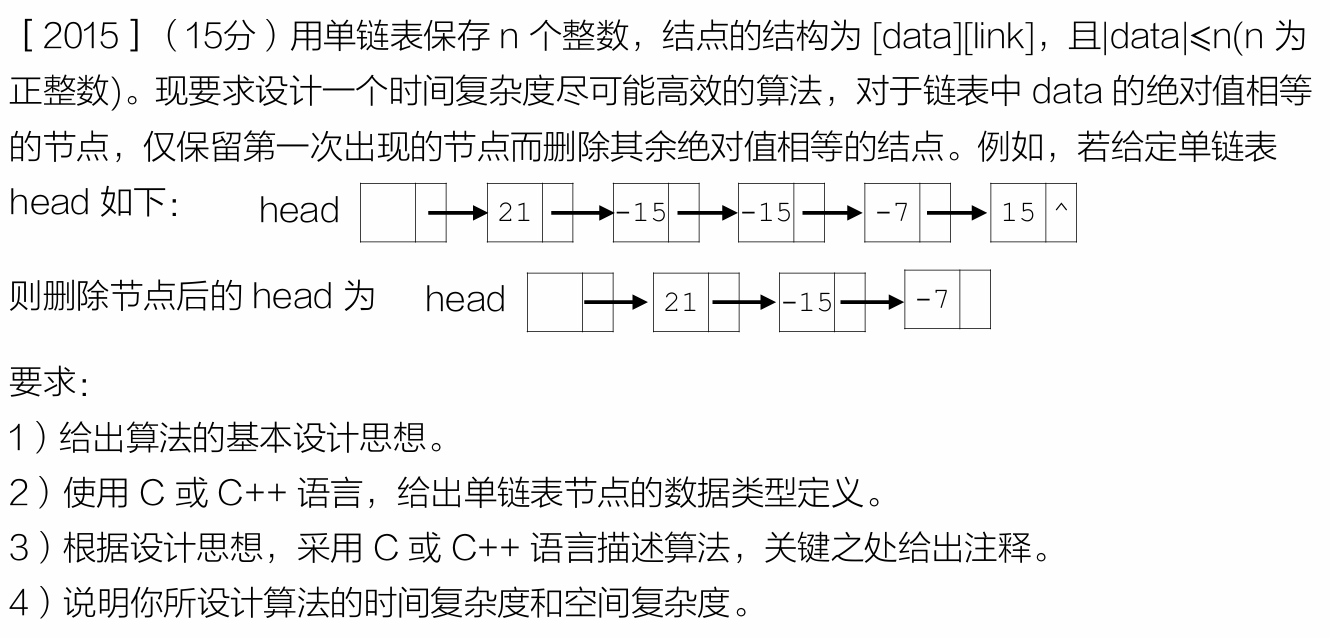 ［2015］（15分）用单链表保存 n 个整数，结点的结构为 [data][link]，且|data|≤n(n 为
正整数)。现要求设计一个时间复杂度尽可能高效的算法，对于链表中 data 的绝对值相等
的节点，仅保留第一次出现的节点而删除其余绝对值相等的结点。例如，若给定单链表
head 如下： head 21 -15 -15 -7 15 ^
则删除节点后的 head 为 head 21 -15 -7
要求：
1）给出算法的基本设计思想。
2）使用 C 或 C++ 语言，给出单链表节点的数据类型定义。
3）根据设计思想，采用 C 或 C++ 语言描述算法，关键之处给出注释。
4）说明你所设计算法的时间复杂度和空间复杂度。